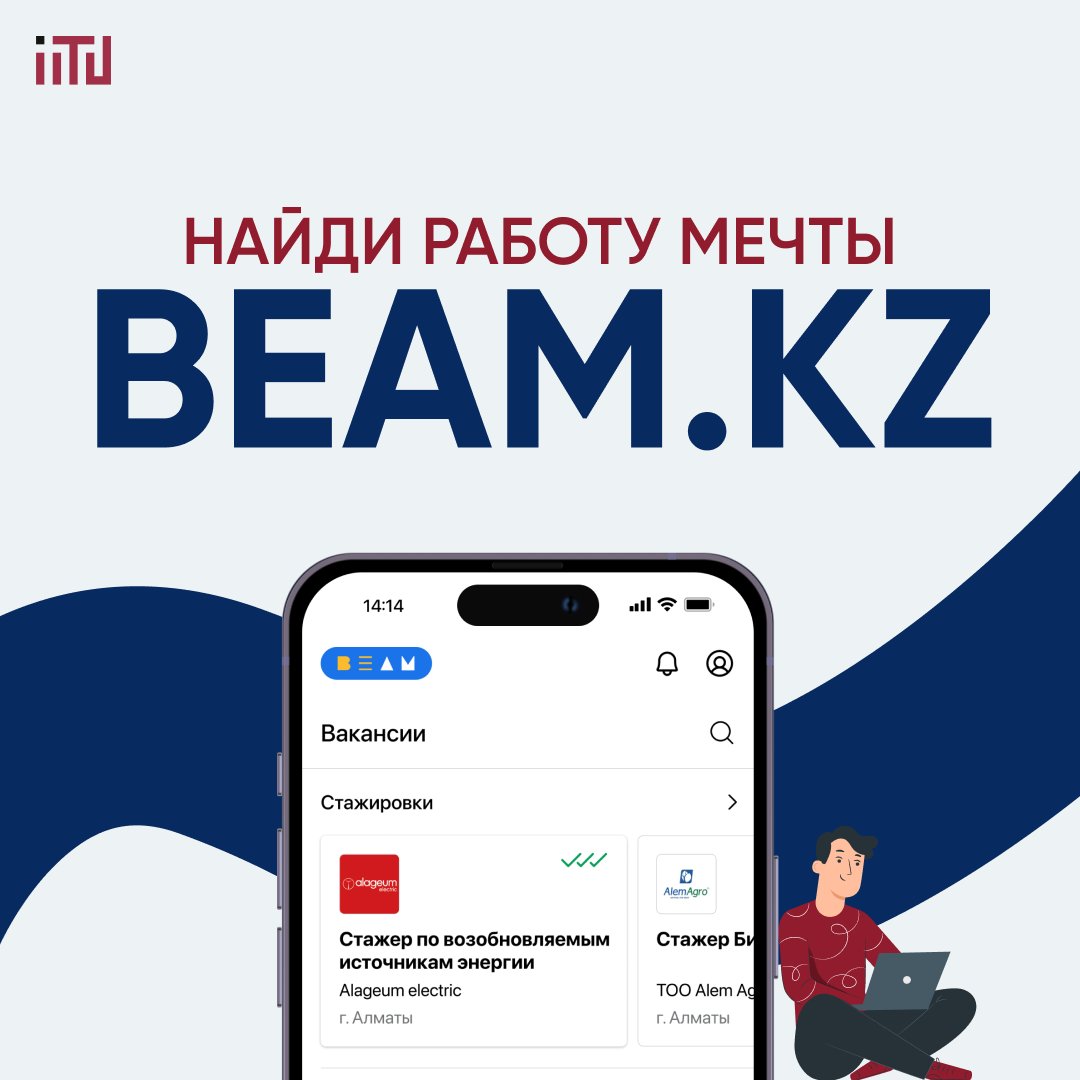 iITU
НАЙДИ РАБОТУ МЕЧТЫ
BEAM.KZ
14:14
BEAM
Вакансии
Стажировки
alageum
electric
Стажер по возобновляемым
источникам энергии
Alageum electric
г. Алматы
AlemAgro
Стажер Би
ТОО Alem Ag
г. Алматы